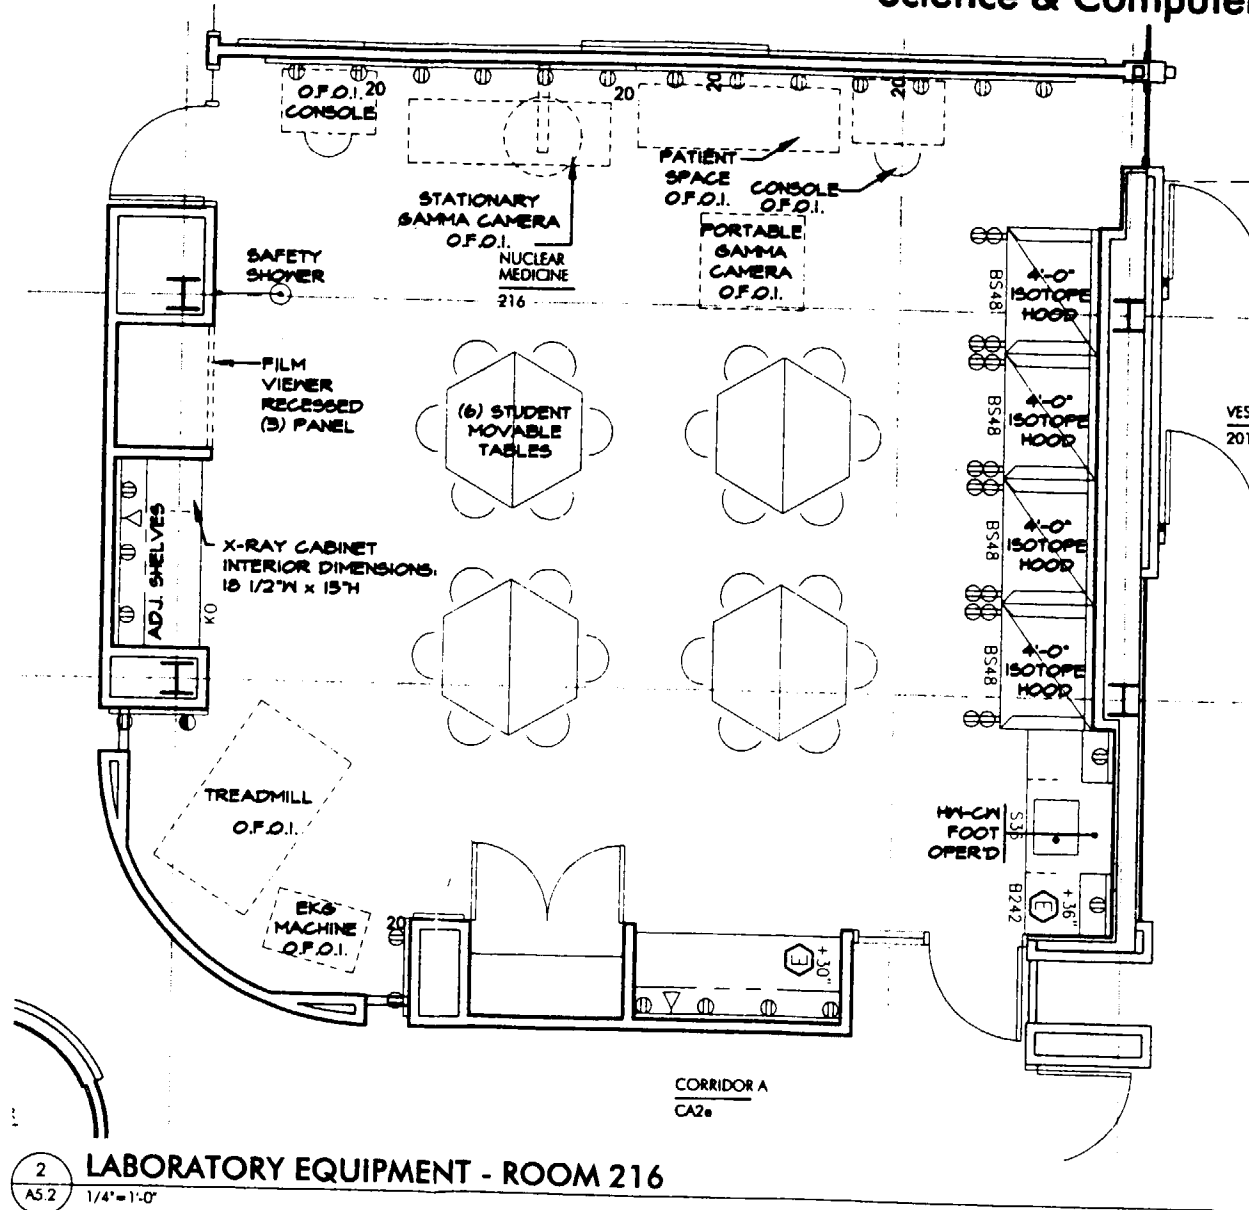 Science & Computer
O.F.O.I.
CONSOLE
20
20
20
20
STATIONARY
GAMMA CAMERA
O.F.O.I.
NUCLEAR
MEDICINE
216
PATIENT
SPACE
O.F.O.I.
CONSOLE
O.F.O.I.
PORTABLE
GAMMA
CAMERA
O.F.O.I.
SAFETY
SHOWER
FILM
VIEWER
RECESSED
(3) PANEL
(6) STUDENT
MOVABLE
TABLES
BS48
4'-0"
ISOTOPE
HOOD
BS48
4'-0"
ISOTOPE
HOOD
BS48
4'-0"
ISOTOPE
HOOD
BS48
4'-0"
ISOTOPE
HOOD
VES
201
ADJ. SHELVES
KO
X-RAY CABINET
INTERIOR DIMENSIONS:
18 1/2"W x 15"H
TREADMILL
O.F.O.I.
EKG
MACHINE
O.F.O.I.
20
HW-CW
FOOT
OPER'D
S36
B242
E
+36"
E
+30"
CORRIDOR A
CA2a
2
A5.2
LABORATORY EQUIPMENT - ROOM 216
1/4"=1'-0"